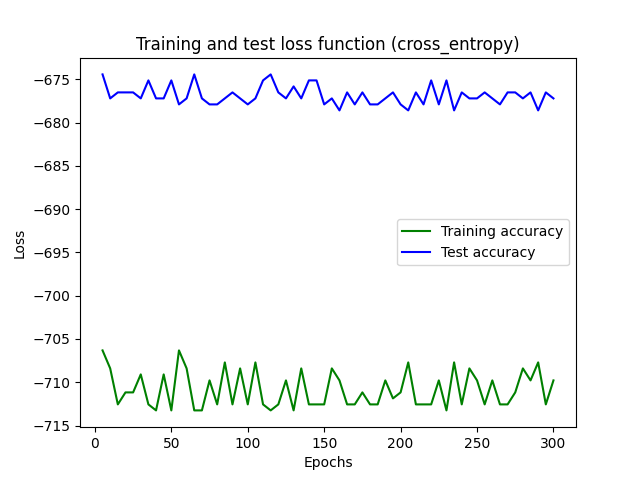 Training and test loss function (cross_entropy)
−675
−680
−685
−690
−695
−700
−705
−710
−715
Loss
Training accuracy
Test accuracy
0 50 100 150 200 250 300
Epochs